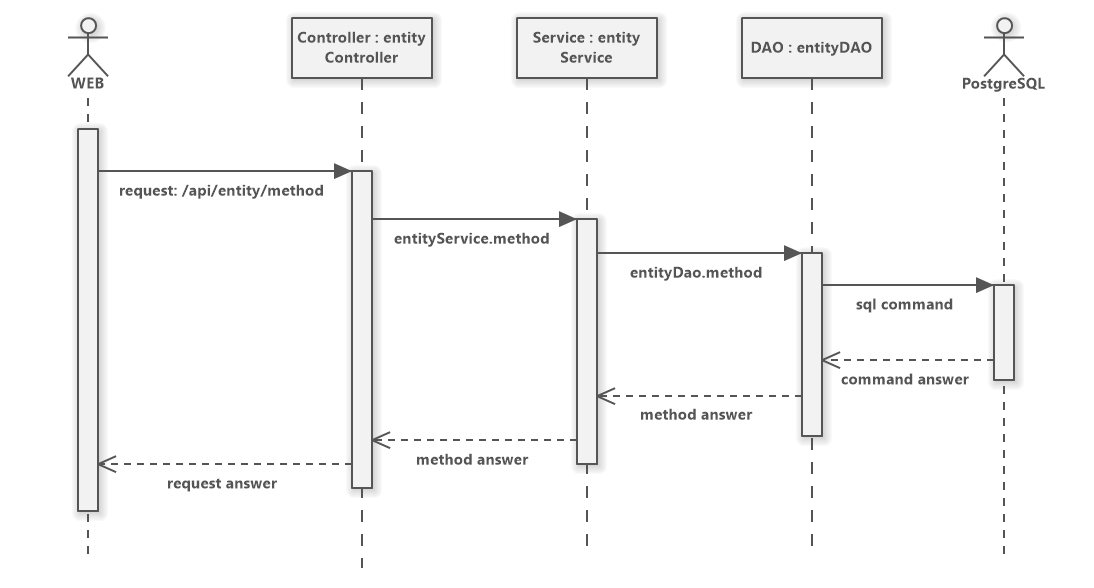 WEB
Controller : entity
Controller
Service : entity
Service
DAO : entityDAO
PostgreSQL
request: /api/entity/method
entityService.method
entityDao.method
sql command
command answer
method answer
method answer
request answer